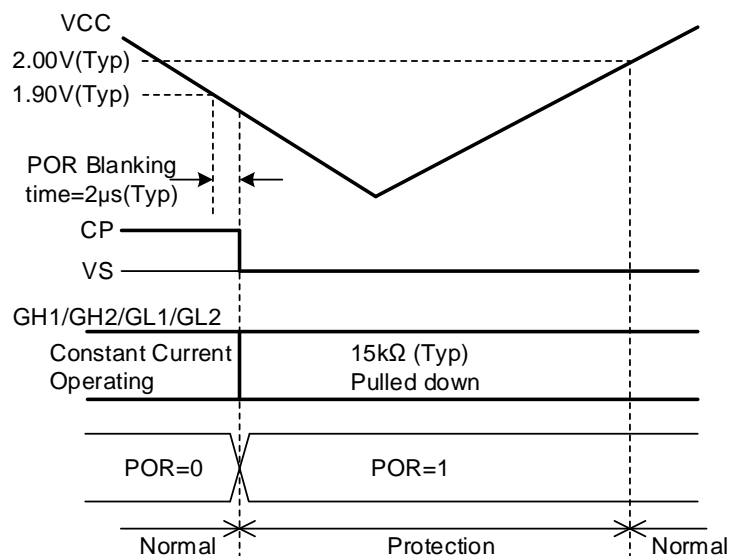 VCC
2.00V(Typ)
1.90V(Typ)
POR Blanking
time=2µs(Typ)
CP
VS
GH1/GH2/GL1/GL2
Constant Current
Operating
15kΩ (Typ)
Pulled down
POR=0
POR=1
Normal
Protection
Normal